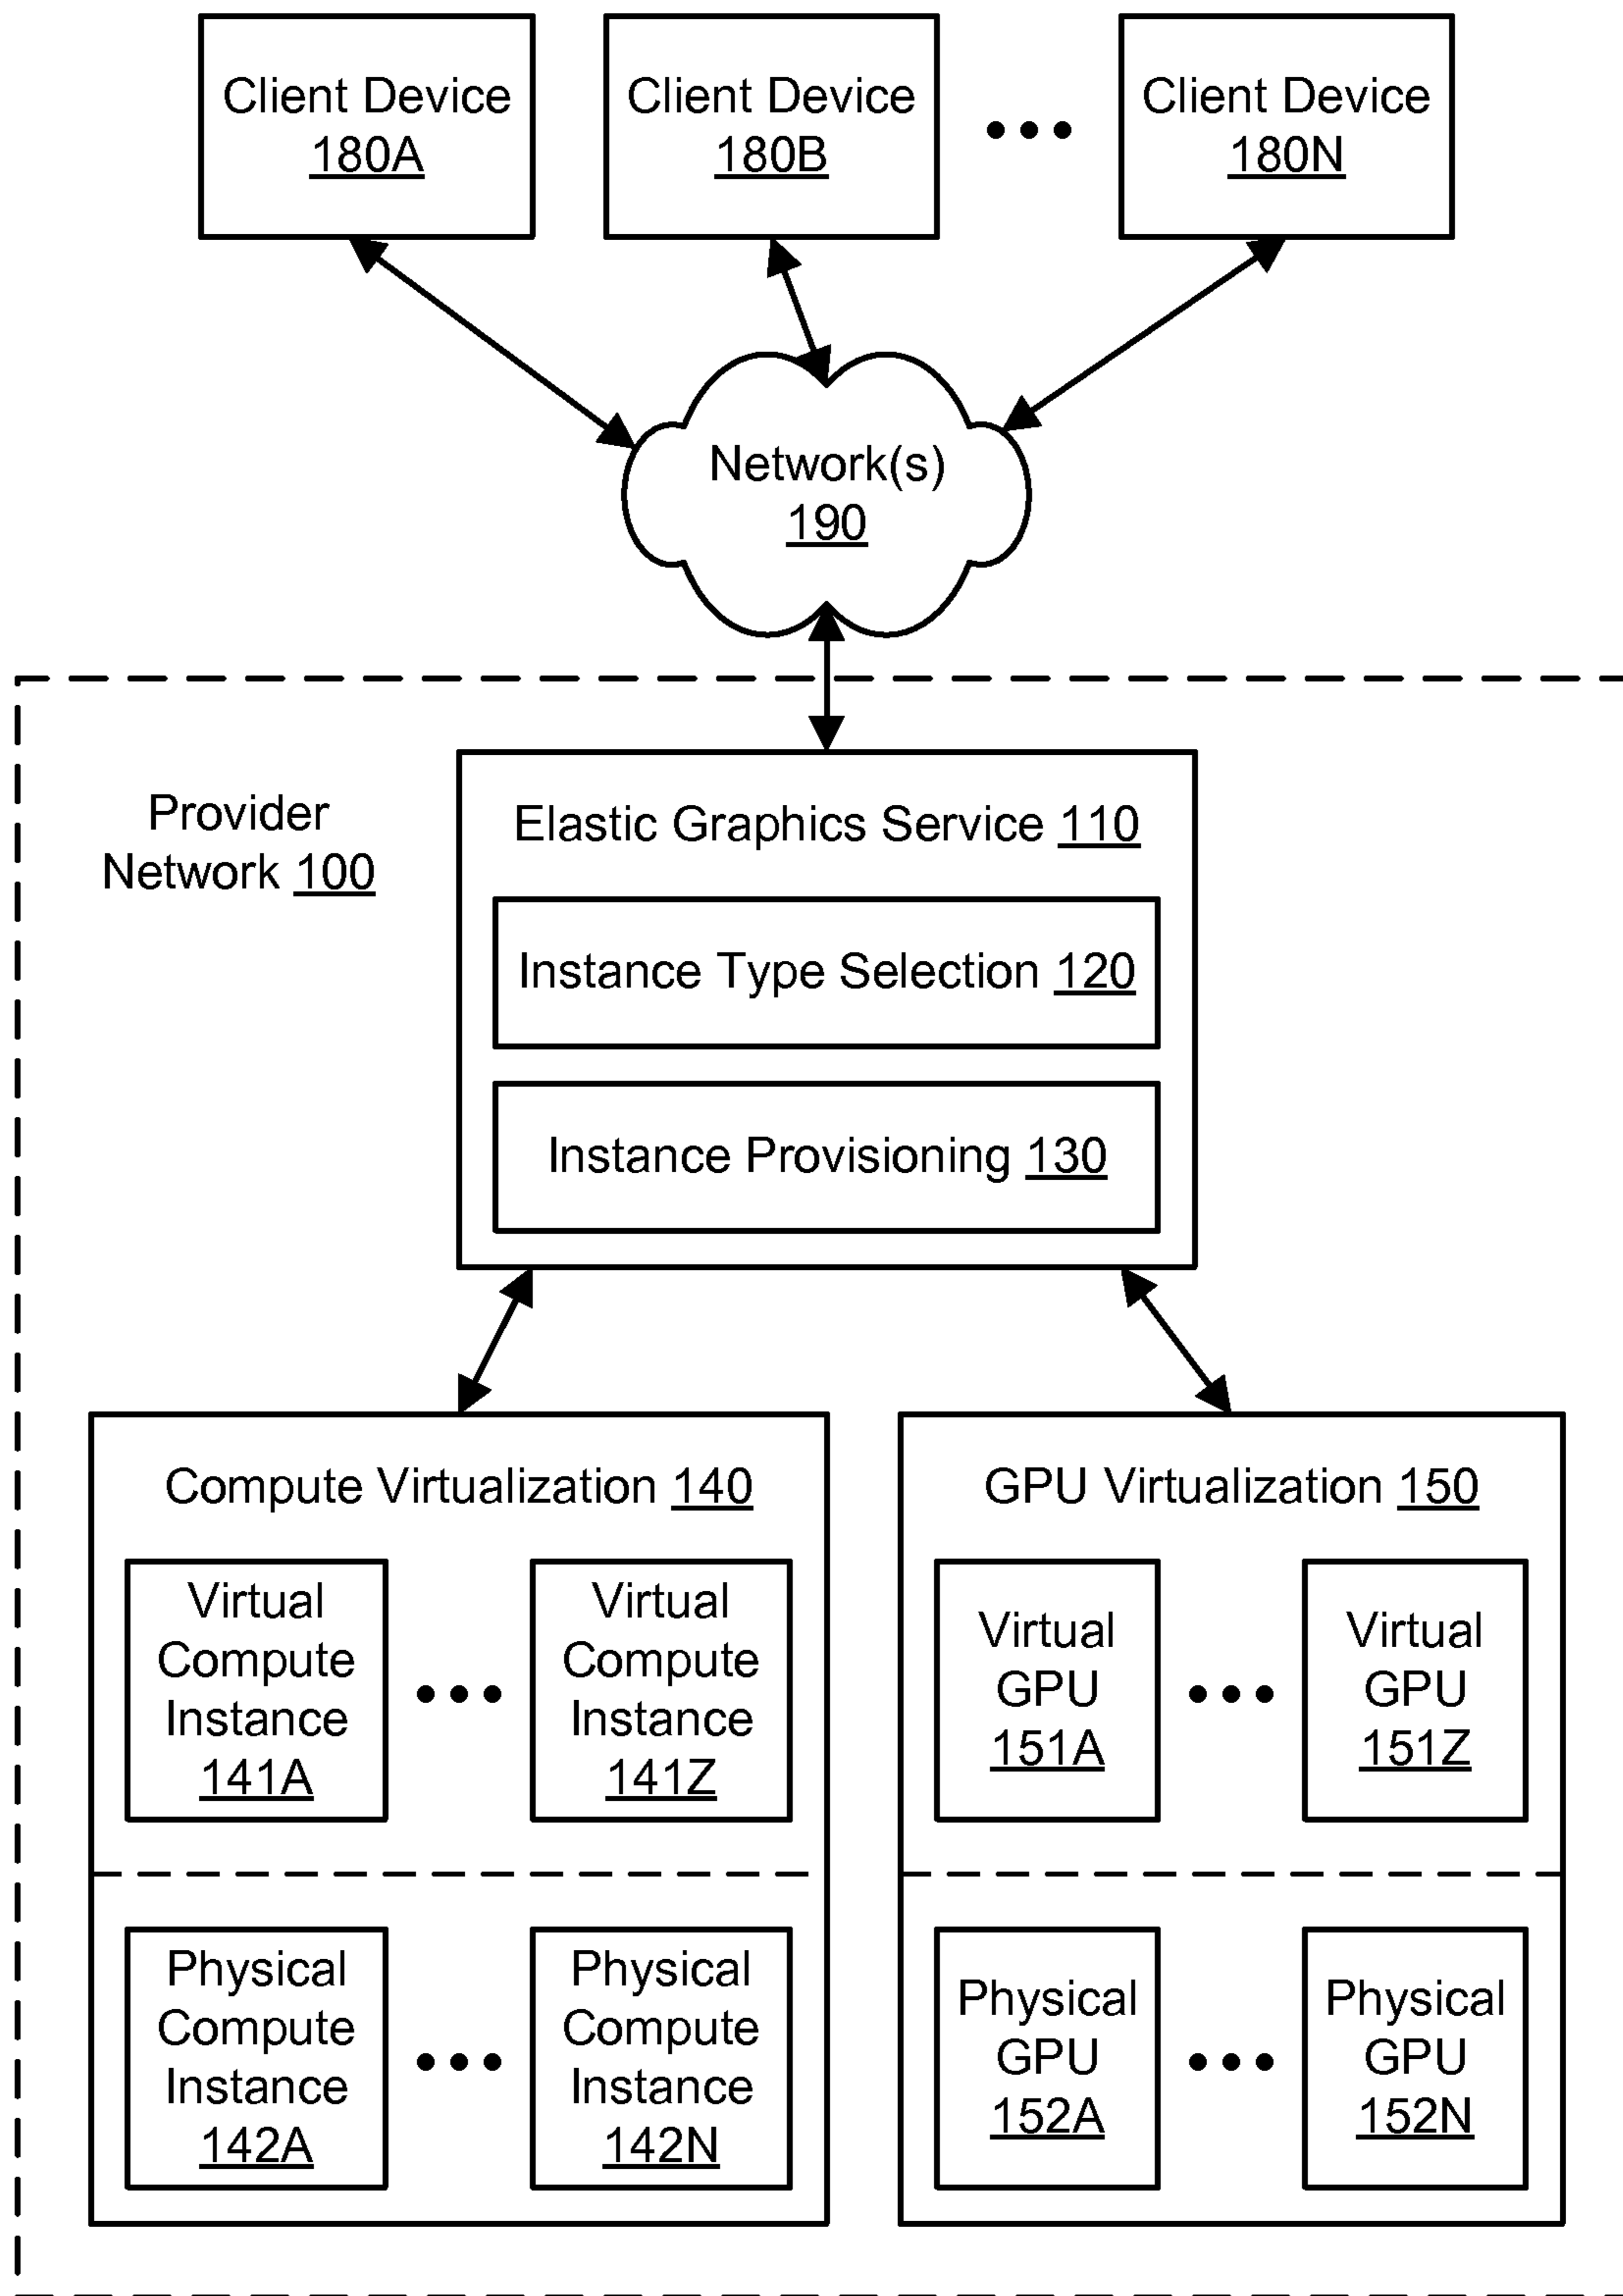 Client Device
180A
Client Device
180B
Client Device
180N
Network(s)
190
Provider
Network 100
Elastic Graphics Service 110
Instance Type Selection 120
Instance Provisioning 130
Compute Virtualization 140
Virtual
Compute
Instance
141A
Virtual
Compute
Instance
141Z
Physical
Compute
Instance
142A
Physical
Compute
Instance
142N
GPU Virtualization 150
Virtual
GPU
151A
Virtual
GPU
151Z
Physical
GPU
152A
Physical
GPU
152N